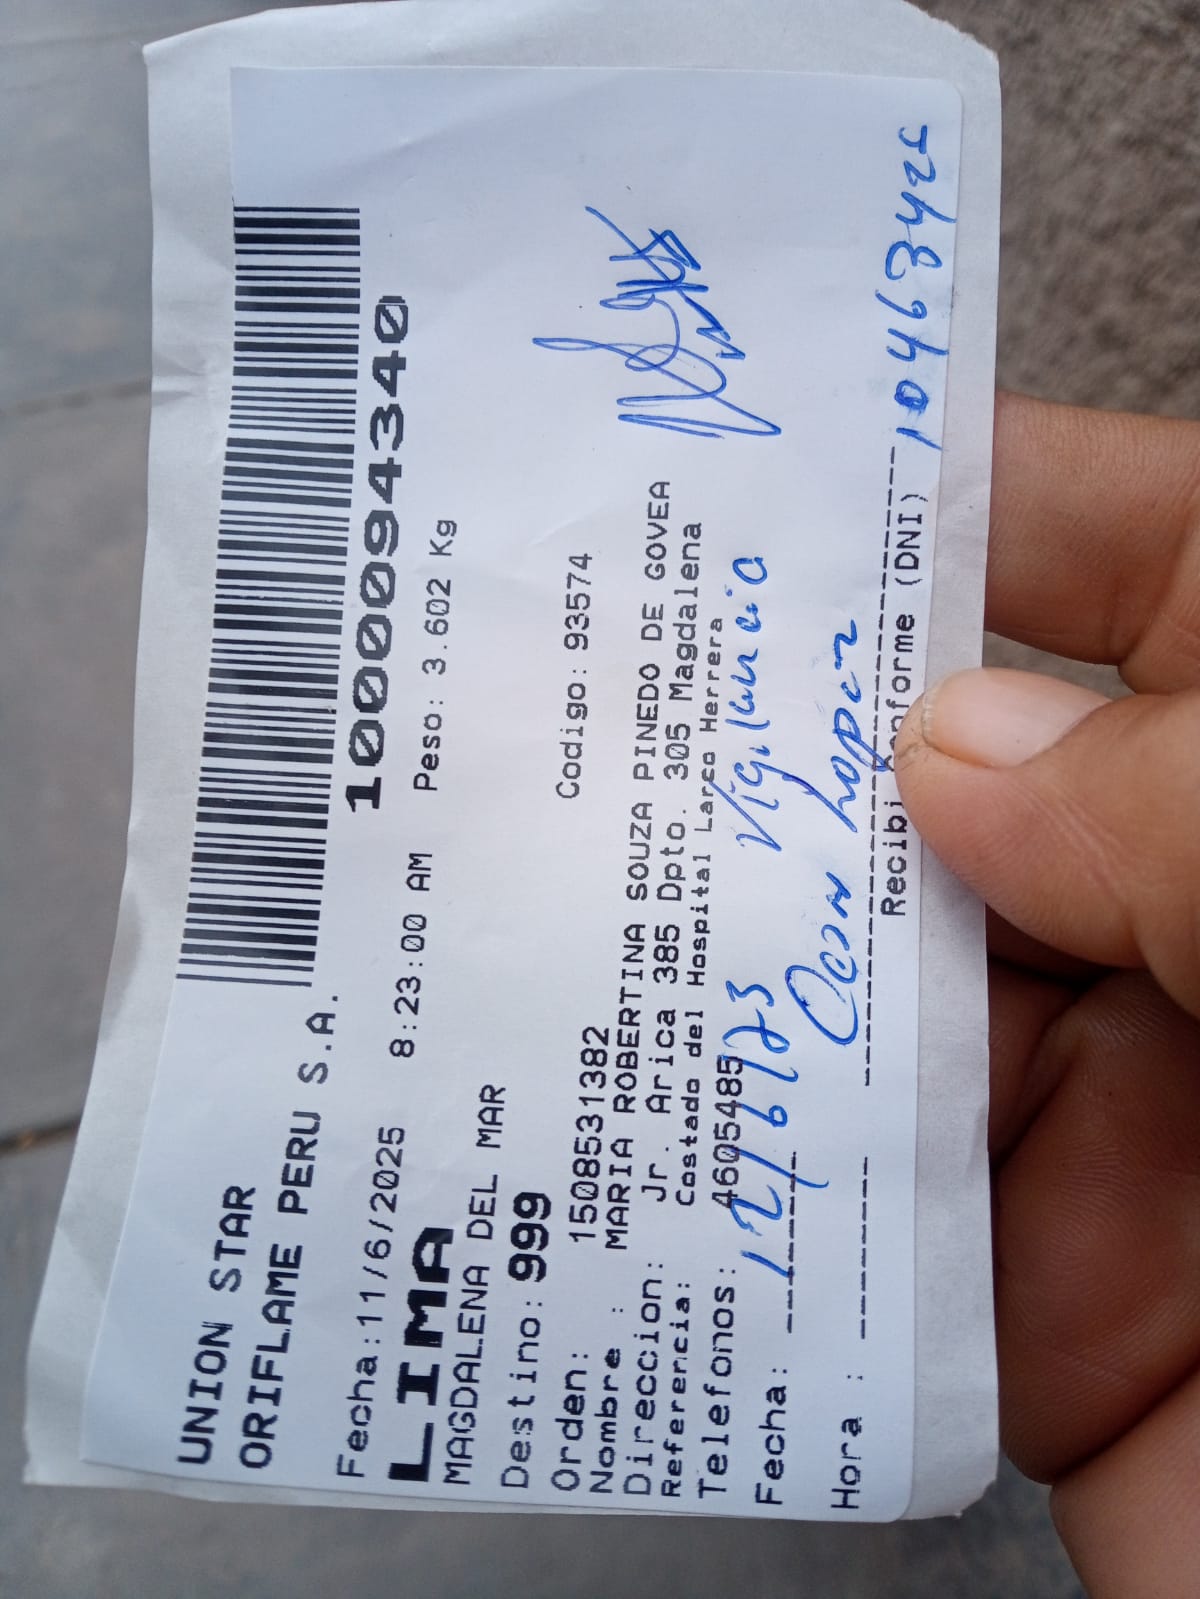 UNION STAR
ORIFLAME PERU S.A.
1000094340
Fecha:11/6/2025 8:23:00 AM Peso: 3.602 Kg
LIMA
MAGDALENA DEL MAR
Destino: 999
Orden: 1508531382 Codigo: 93574
Nombre : MARIA ROBERTINA SOUZA PINEDO DE GOVEA
Direccion: Jr. Arica 385 Dpto. 305 Magdalena
Referencia: Costado del Hospital Larco Herrera
Telefonos: 4605485
Fecha: 12/6/23 Vigilancia
lopez
Hora :
Recibi Conforme (DNI) 10468425